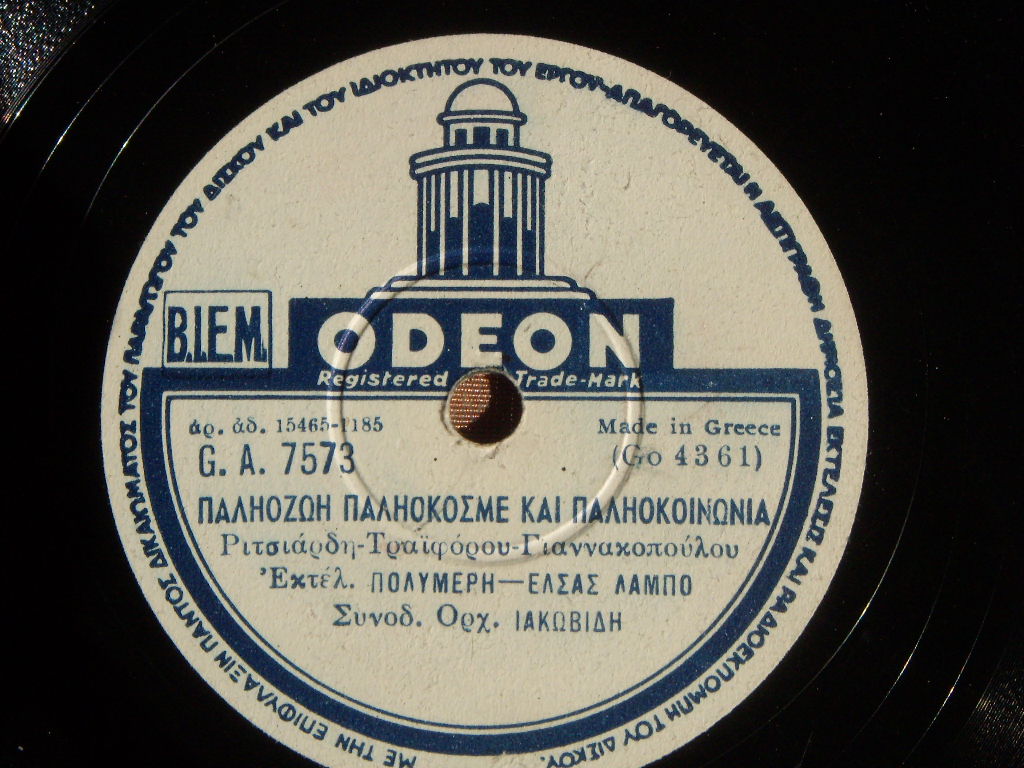 ΜΕ ΤΗΝ ΕΠΙΦΥΛΑΞΙΝ ΠΑΝΤΟΣ ΔΙΚΑΙΩΜΑΤΟΣ ΤΟΥ ΠΑΡΑΓΩΓΟΥ ΤΟΥ ΔΙΣΚΟΥ ΚΑΙ ΤΟΥ ΙΔΙΟΚΤΗΤΟΥ ΤΟΥ ΕΡΓΟΥ-ΑΠΑΓΟΡΕΥΕΤΑΙ Η ΑΝΤΙΓΡΑΦΗ ΔΗΜΟΣΙΑ ΕΚΤΕΛΕΣΙΣ ΚΑΙ ΡΑΔΙΟΕΚΠΟΜΠΗ ΤΟΥ ΔΙΣΚΟΥ.
B.I.E.M.
ODEON
Registered Trade-Mark
ἀρ. ἀδ. 15465-1185
Made in Greece
G. A. 7573
(Go 4361)
ΠΑΛΗΟΖΩΗ ΠΑΛΗΟΚΟΣΜΕ ΚΑΙ ΠΑΛΗΟΚΟΙΝΩΝΙΑ
Ριτσιάρδη-Τραϊφόρου-Γιαννακοπούλου
Ἐκτέλ. ΠΟΛΥΜΕΡΗ—ΕΛΣΑΣ ΛΑΜΠΟ
Συνοδ. Ορχ. ΙΑΚΩΒΙΔΗ